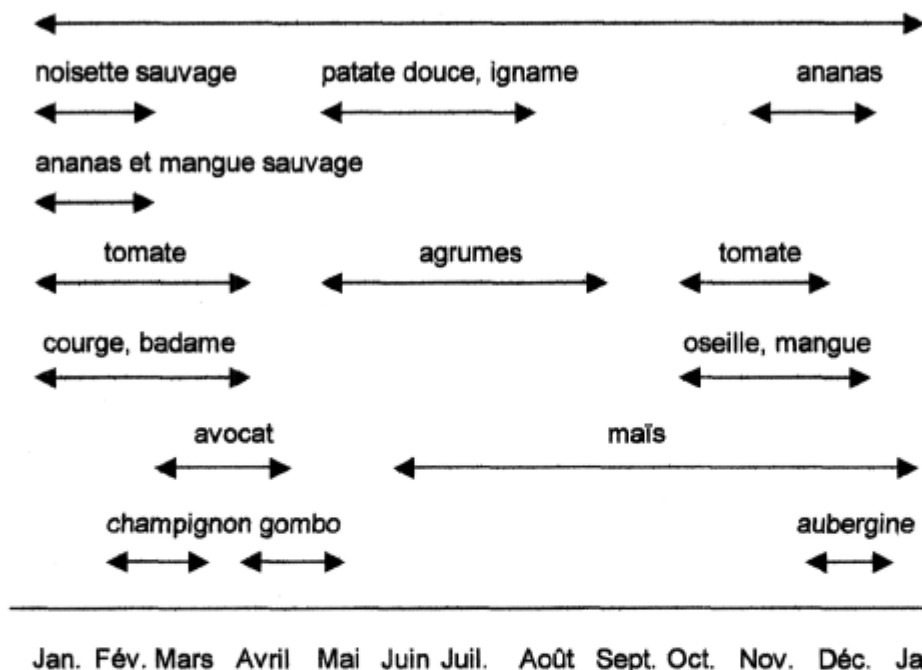 noisette sauvage patate douce, igname ananas
ananas et mangue sauvage
tomate agrumes tomate
courge, badame oseille, mangue
avocat maïs
champignon gombo aubergine
Jan. Fév. Mars Avril Mai Juin Juil. Août Sept. Oct. Nov. Déc. Ja